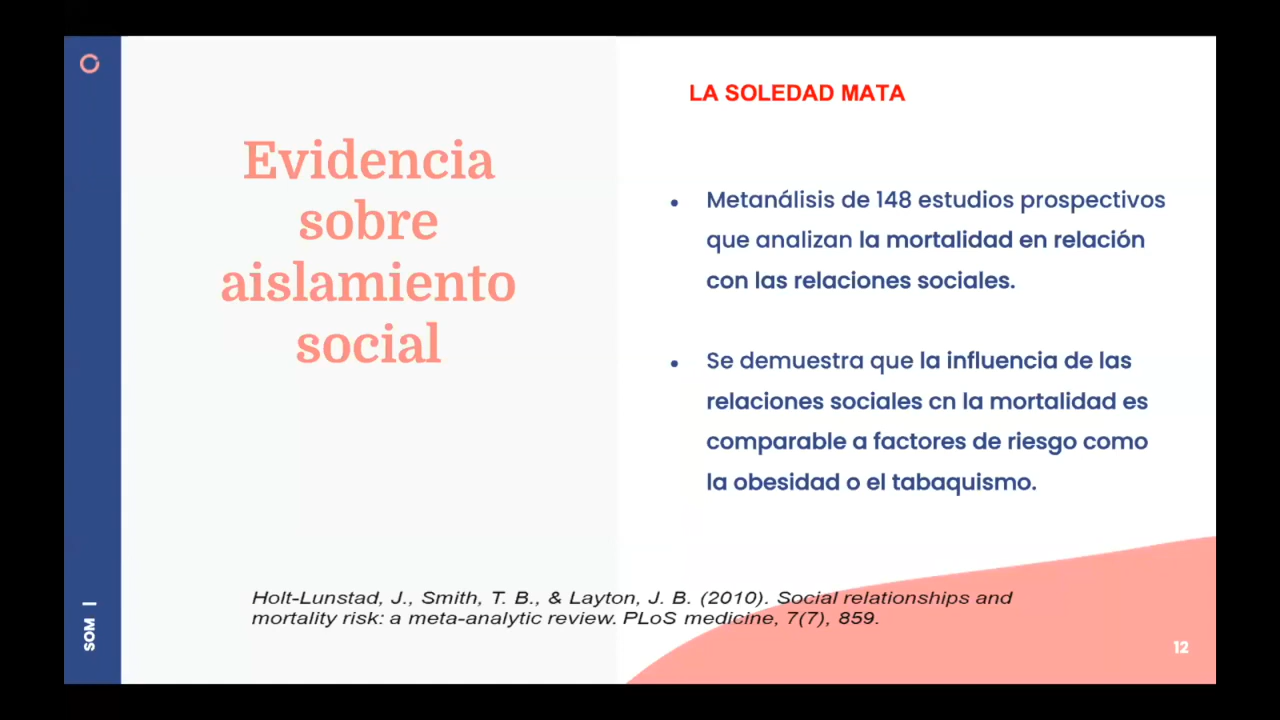 Evidencia
sobre
aislamiento
social
LA SOLEDAD MATA
• Metanálisis de 148 estudios prospectivos
que analizan la mortalidad en relación
con las relaciones sociales.
• Se demuestra que la influencia de las
relaciones sociales cn la mortalidad es
comparable a factores de riesgo como
la obesidad o el tabaquismo.
Holt-Lunstad, J., Smith, T. B., & Layton, J. B. (2010). Social relationships and
mortality risk: a meta-analytic review. PLoS medicine, 7(7), 859.
SOM |
12